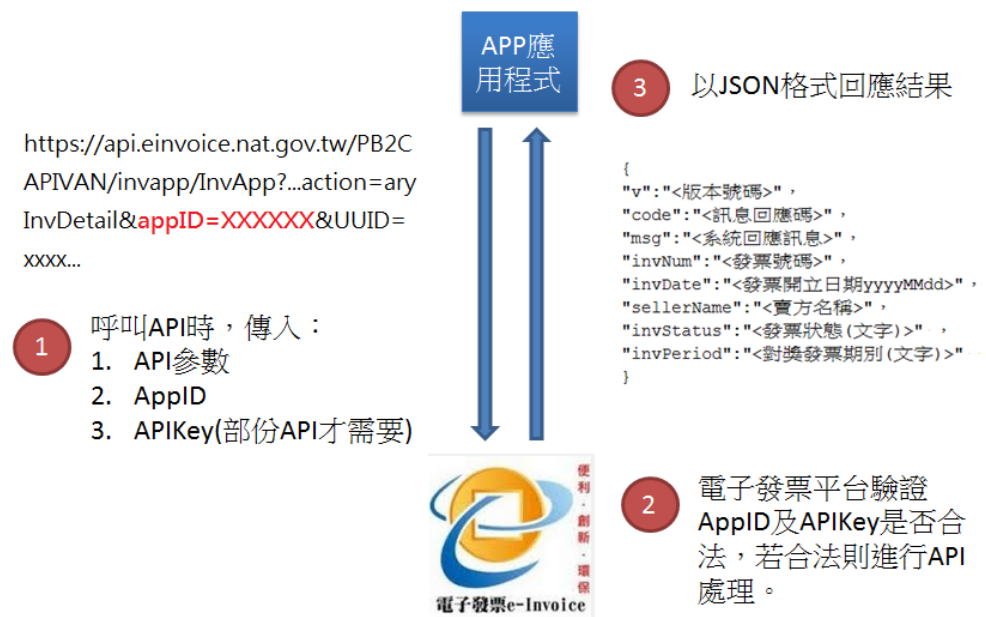 APP應
用程式
3
以JSON格式回應結果
https://api.einvoice.nat.gov.tw/PB2C
APIVAN/invapp/InvApp?...action=qry
InvDetail&appID=XXXXXX&UUID=
xxxx...
{
"v":"<版本號碼>",
"code":"<訊息回應碼>",
"msg":"<系統回應訊息>",
"invNum":"<發票號碼>",
"invDate":"<發票開立日期yyyyMMdd>",
"sellerName":"<賣方名稱>",
"invStatus":"<發票狀態(文字)>",
"invPeriod":"<對獎發票期別(文字)>"
}
1
呼叫API時，傳入：
1. API參數
2. AppID
3. APIKey(部份API才需要)
便利·創新·環保
電子發票e-Invoice
2
電子發票平台驗證
AppID及APIKey是否合
法，若合法則進行API
處理。